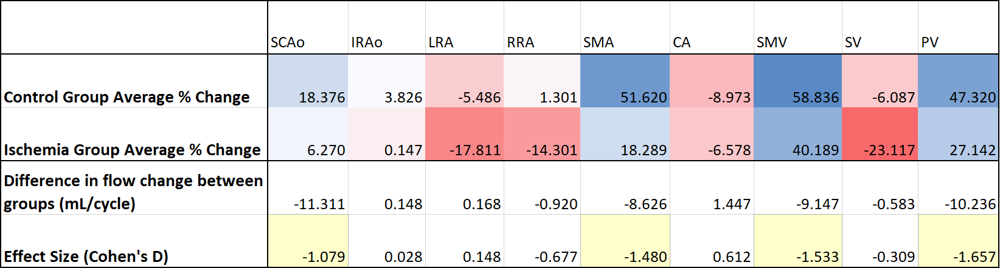 SCAo IRAo LRA RRA SMA CA SMV SV PV
Control Group Average % Change 18.376 3.826 -5.486 1.301 51.620 -8.973 58.836 -6.087 47.320
Ischemia Group Average % Change 6.270 0.147 -17.811 -14.301 18.289 -6.578 40.189 -23.117 27.142
Difference in flow change between
groups (mL/cycle) -11.311 0.148 0.168 -0.920 -8.626 1.447 -9.147 -0.583 -10.236
Effect Size (Cohen's D) -1.079 0.028 0.148 -0.677 -1.480 0.612 -1.533 -0.309 -1.657